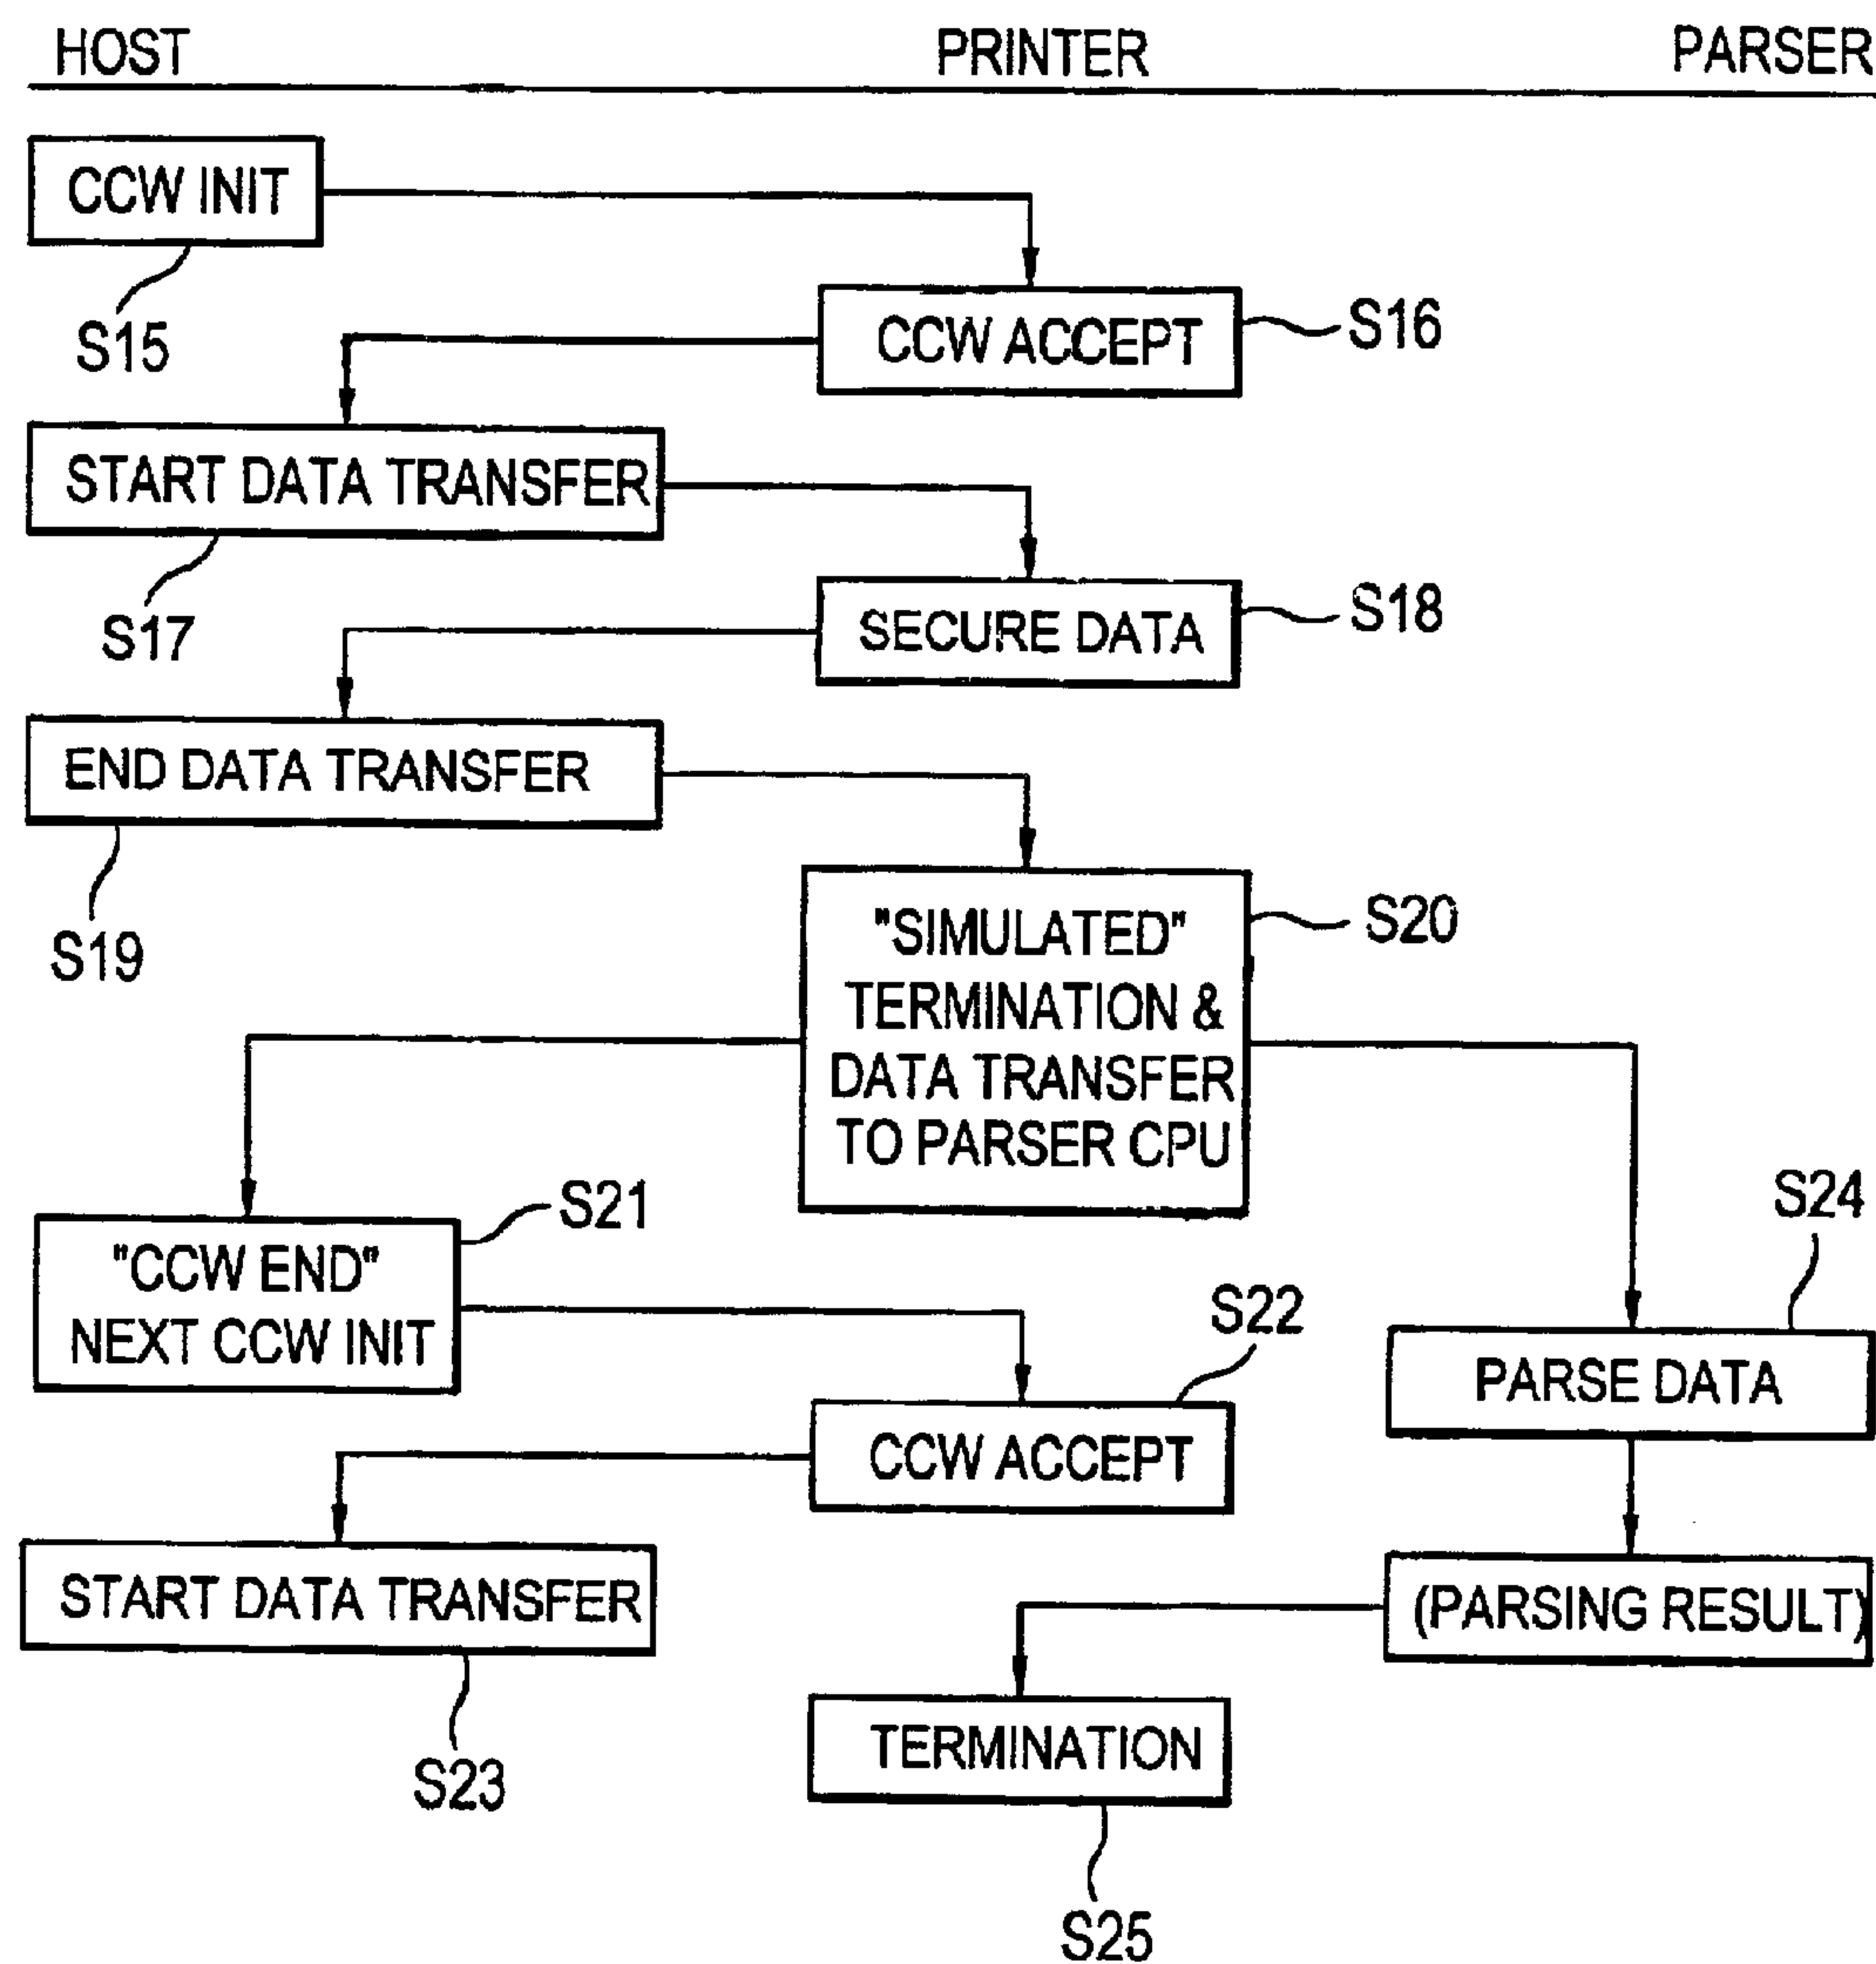 HOST PRINTER PARSER
CCW INIT
S15
CCW ACCEPT
S16
START DATA TRANSFER
S17
SECURE DATA
S18
END DATA TRANSFER
S19
"SIMULATED"
TERMINATION &
DATA TRANSFER
TO PARSER CPU
S20
"CCW END"
NEXT CCW INIT
S21
S24
S22
PARSE DATA
CCW ACCEPT
START DATA TRANSFER
S23
(PARSING RESULT)
TERMINATION
S25